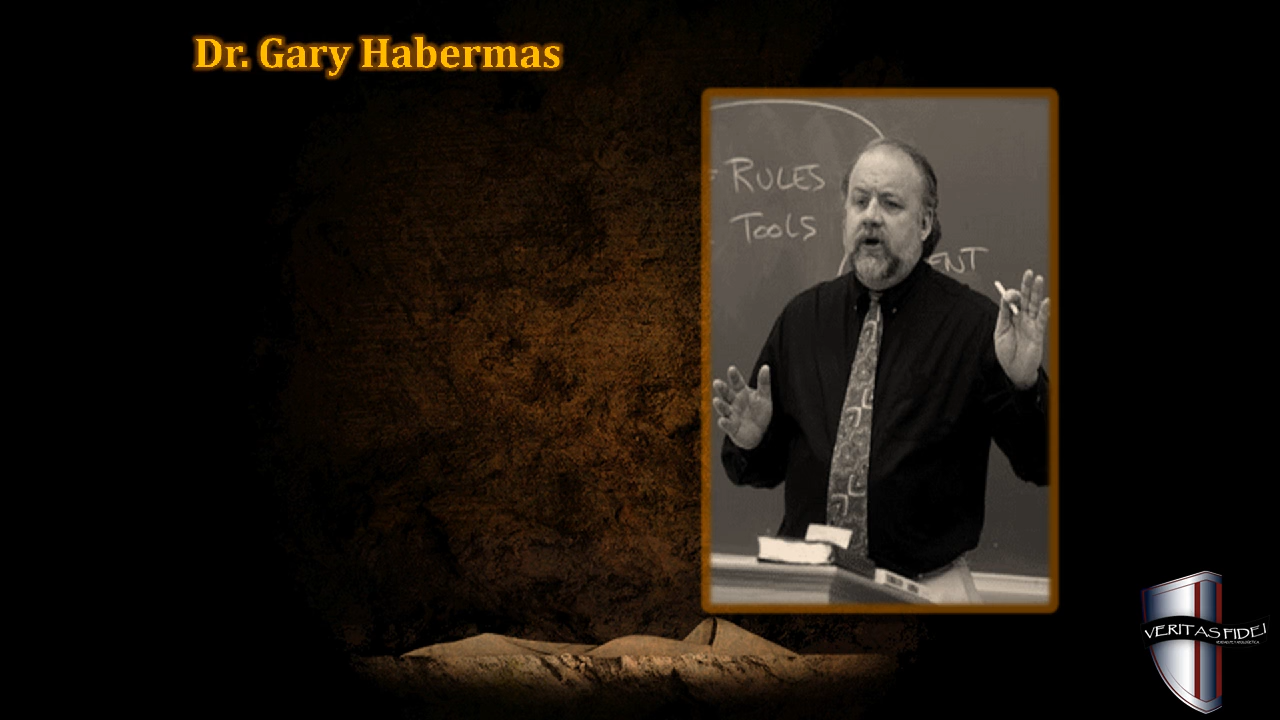 Dr. Gary Habermas
RULES
TOOLS
ENT
VERITAS FIDEI